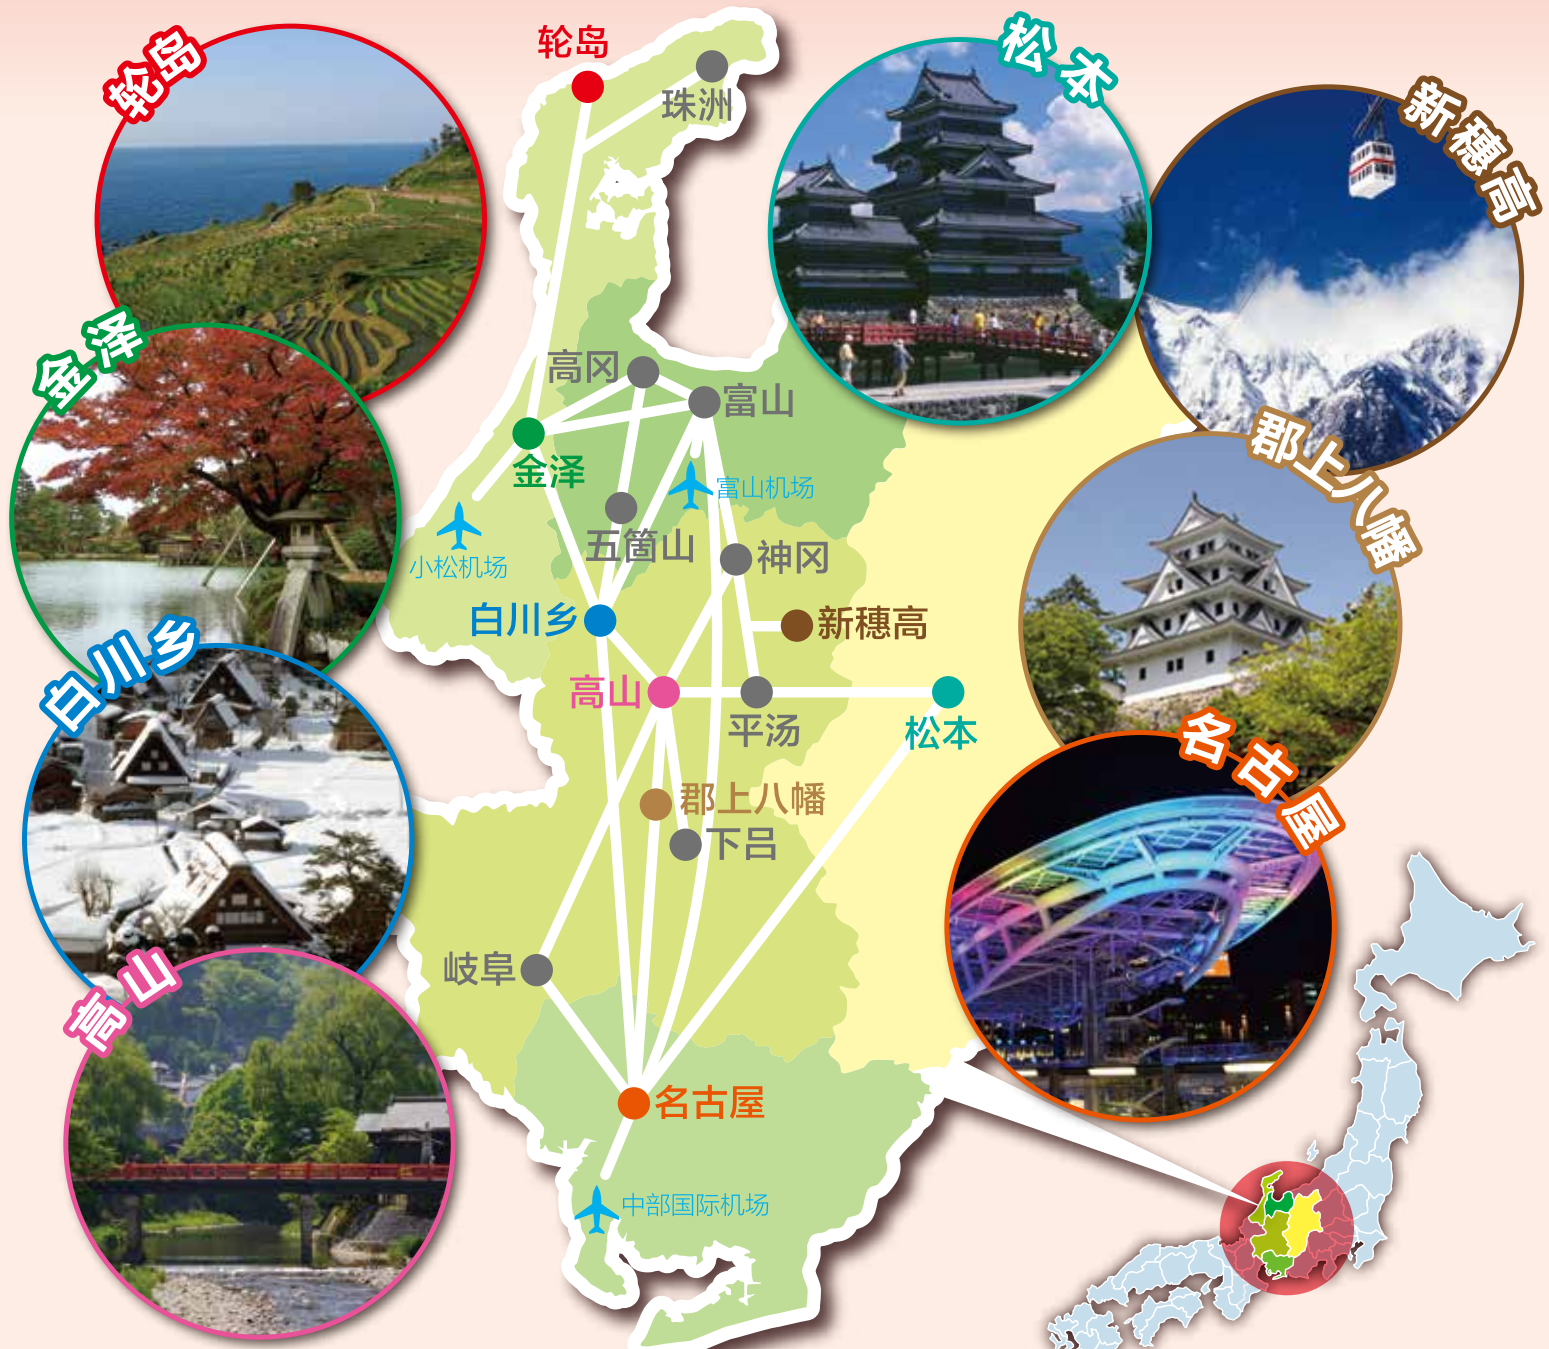 轮岛
金泽
白川乡
高山
松本
新穗高
郡上八幡
名古屋
轮岛
珠洲
高冈
富山
金泽
富山机场
小松机场
五箇山
神冈
白川乡
新穗高
高山
平汤
松本
郡上八幡
下吕
岐阜
名古屋
中部国际机场